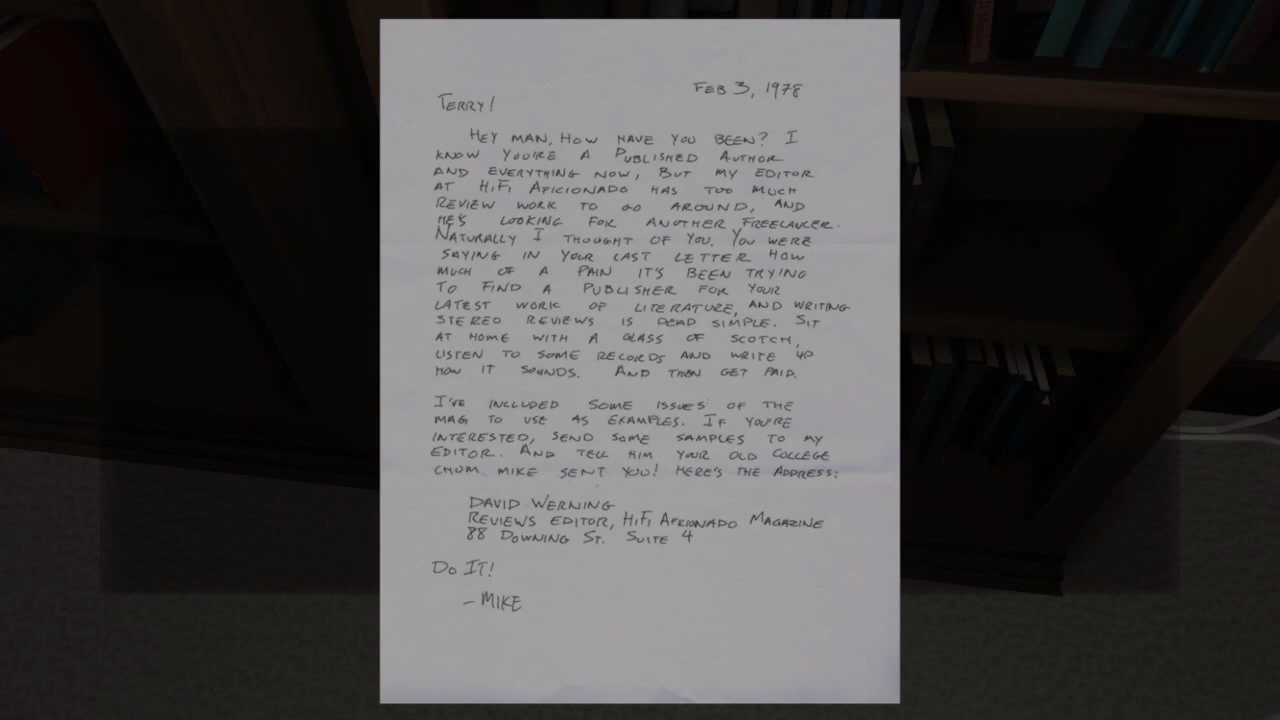 FEB 3, 1978
TERRY!
HEY MAN, HOW HAVE YOU BEEN? I
KNOW YOU'RE A PUBLISHED AUTHOR
AND EVERYTHING NOW, BUT MY EDITOR
AT HIFI AFICIONADO HAS TOO MUCH
REVIEW WORK TO GO AROUND, AND
HE'S LOOKING FOR ANOTHER FREELANCER.
NATURALLY I THOUGHT OF YOU. YOU WERE
SAYING IN YOUR LAST LETTER HOW
MUCH OF A PAIN IT'S BEEN TRYING
TO FIND A PUBLISHER FOR YOUR
LATEST WORK OF LITERATURE, AND WRITING
STEREO REVIEWS IS DEAD SIMPLE. SIT
AT HOME WITH A GLASS OF SCOTCH,
LISTEN TO SOME RECORDS AND WRITE UP
HOW IT SOUNDS. AND THEN GET PAID.
I'VE INCLUDED SOME ISSUES OF THE
MAG TO USE AS EXAMPLES. IF YOU'RE
INTERESTED, SEND SOME SAMPLES TO MY
EDITOR. AND TELL HIM YOUR OLD COLLEGE
CHUM MIKE SENT YOU! HERE'S THE ADDRESS:
DAVID WERNING
REVIEWS EDITOR, HIFI AFICIONADO MAGAZINE
88 DOWNING ST. SUITE 4
DO IT!
- MIKE